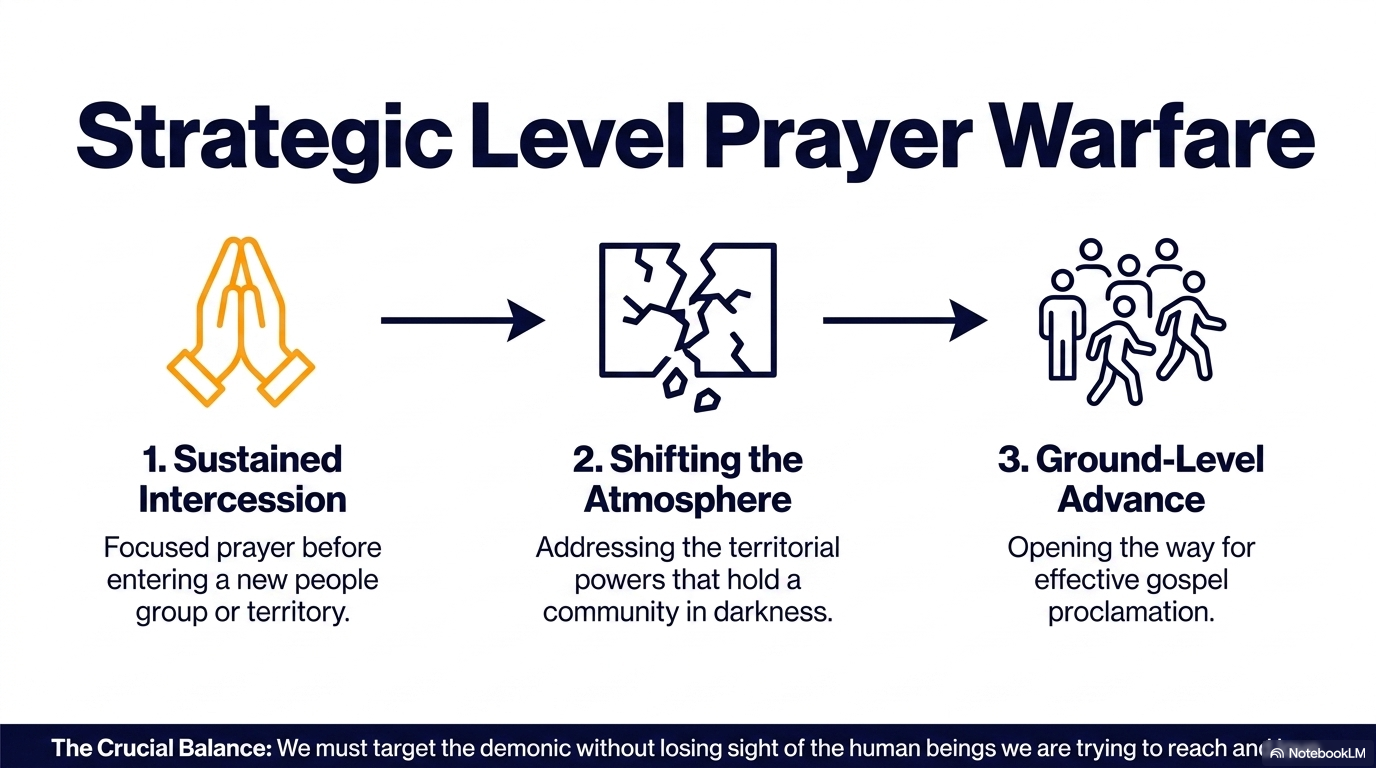 Strategic Level Prayer Warfare
1. Sustained
Intercession
Focused prayer before
entering a new people
group or territory.
2. Shifting the
Atmosphere
Addressing the territorial
powers that hold a
community in darkness.
3. Ground-Level
Advance
Opening the way for
effective gospel
proclamation.
The Crucial Balance: We must target the demonic without losing sight of the human beings we are trying to reach and
NotebookLM